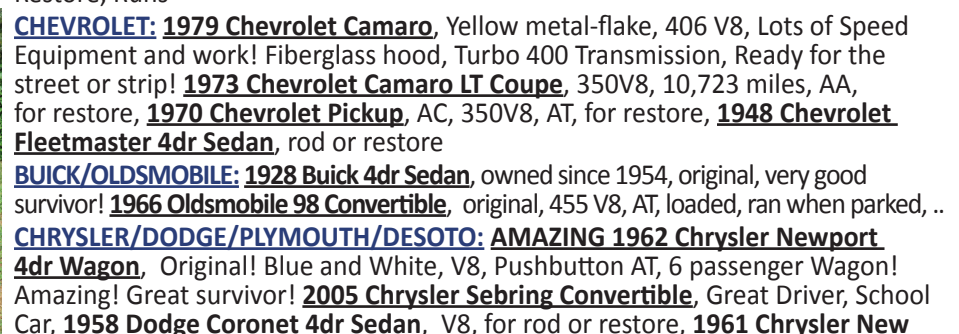 Restore, Runs
CHEVROLET: 1979 Chevrolet Camaro, Yellow metal-flake, 406 V8, Lots of Speed
Equipment and work! Fiberglass hood, Turbo 400 Transmission, Ready for the
street or strip! 1973 Chevrolet Camaro LT Coupe, 350V8, 10,723 miles, AA,
for restore, 1970 Chevrolet Pickup, AC, 350V8, AT, for restore, 1948 Chevrolet
Fleetmaster 4dr Sedan, rod or restore
BUICK/OLDSMOBILE: 1928 Buick 4dr Sedan, owned since 1954, original, very good
survivor! 1966 Oldsmobile 98 Convertible, original, 455 V8, AT, loaded, ran when parked, ..
CHRYSLER/DODGE/PLYMOUTH/DESOTO: AMAZING 1962 Chrysler Newport
4dr Wagon, Original! Blue and White, V8, Pushbutton AT, 6 passenger Wagon!
Amazing! Great survivor! 2005 Chrysler Sebring Convertible, Great Driver, School
Car, 1958 Dodge Coronet 4dr Sedan, V8, for rod or restore, 1961 Chrysler New